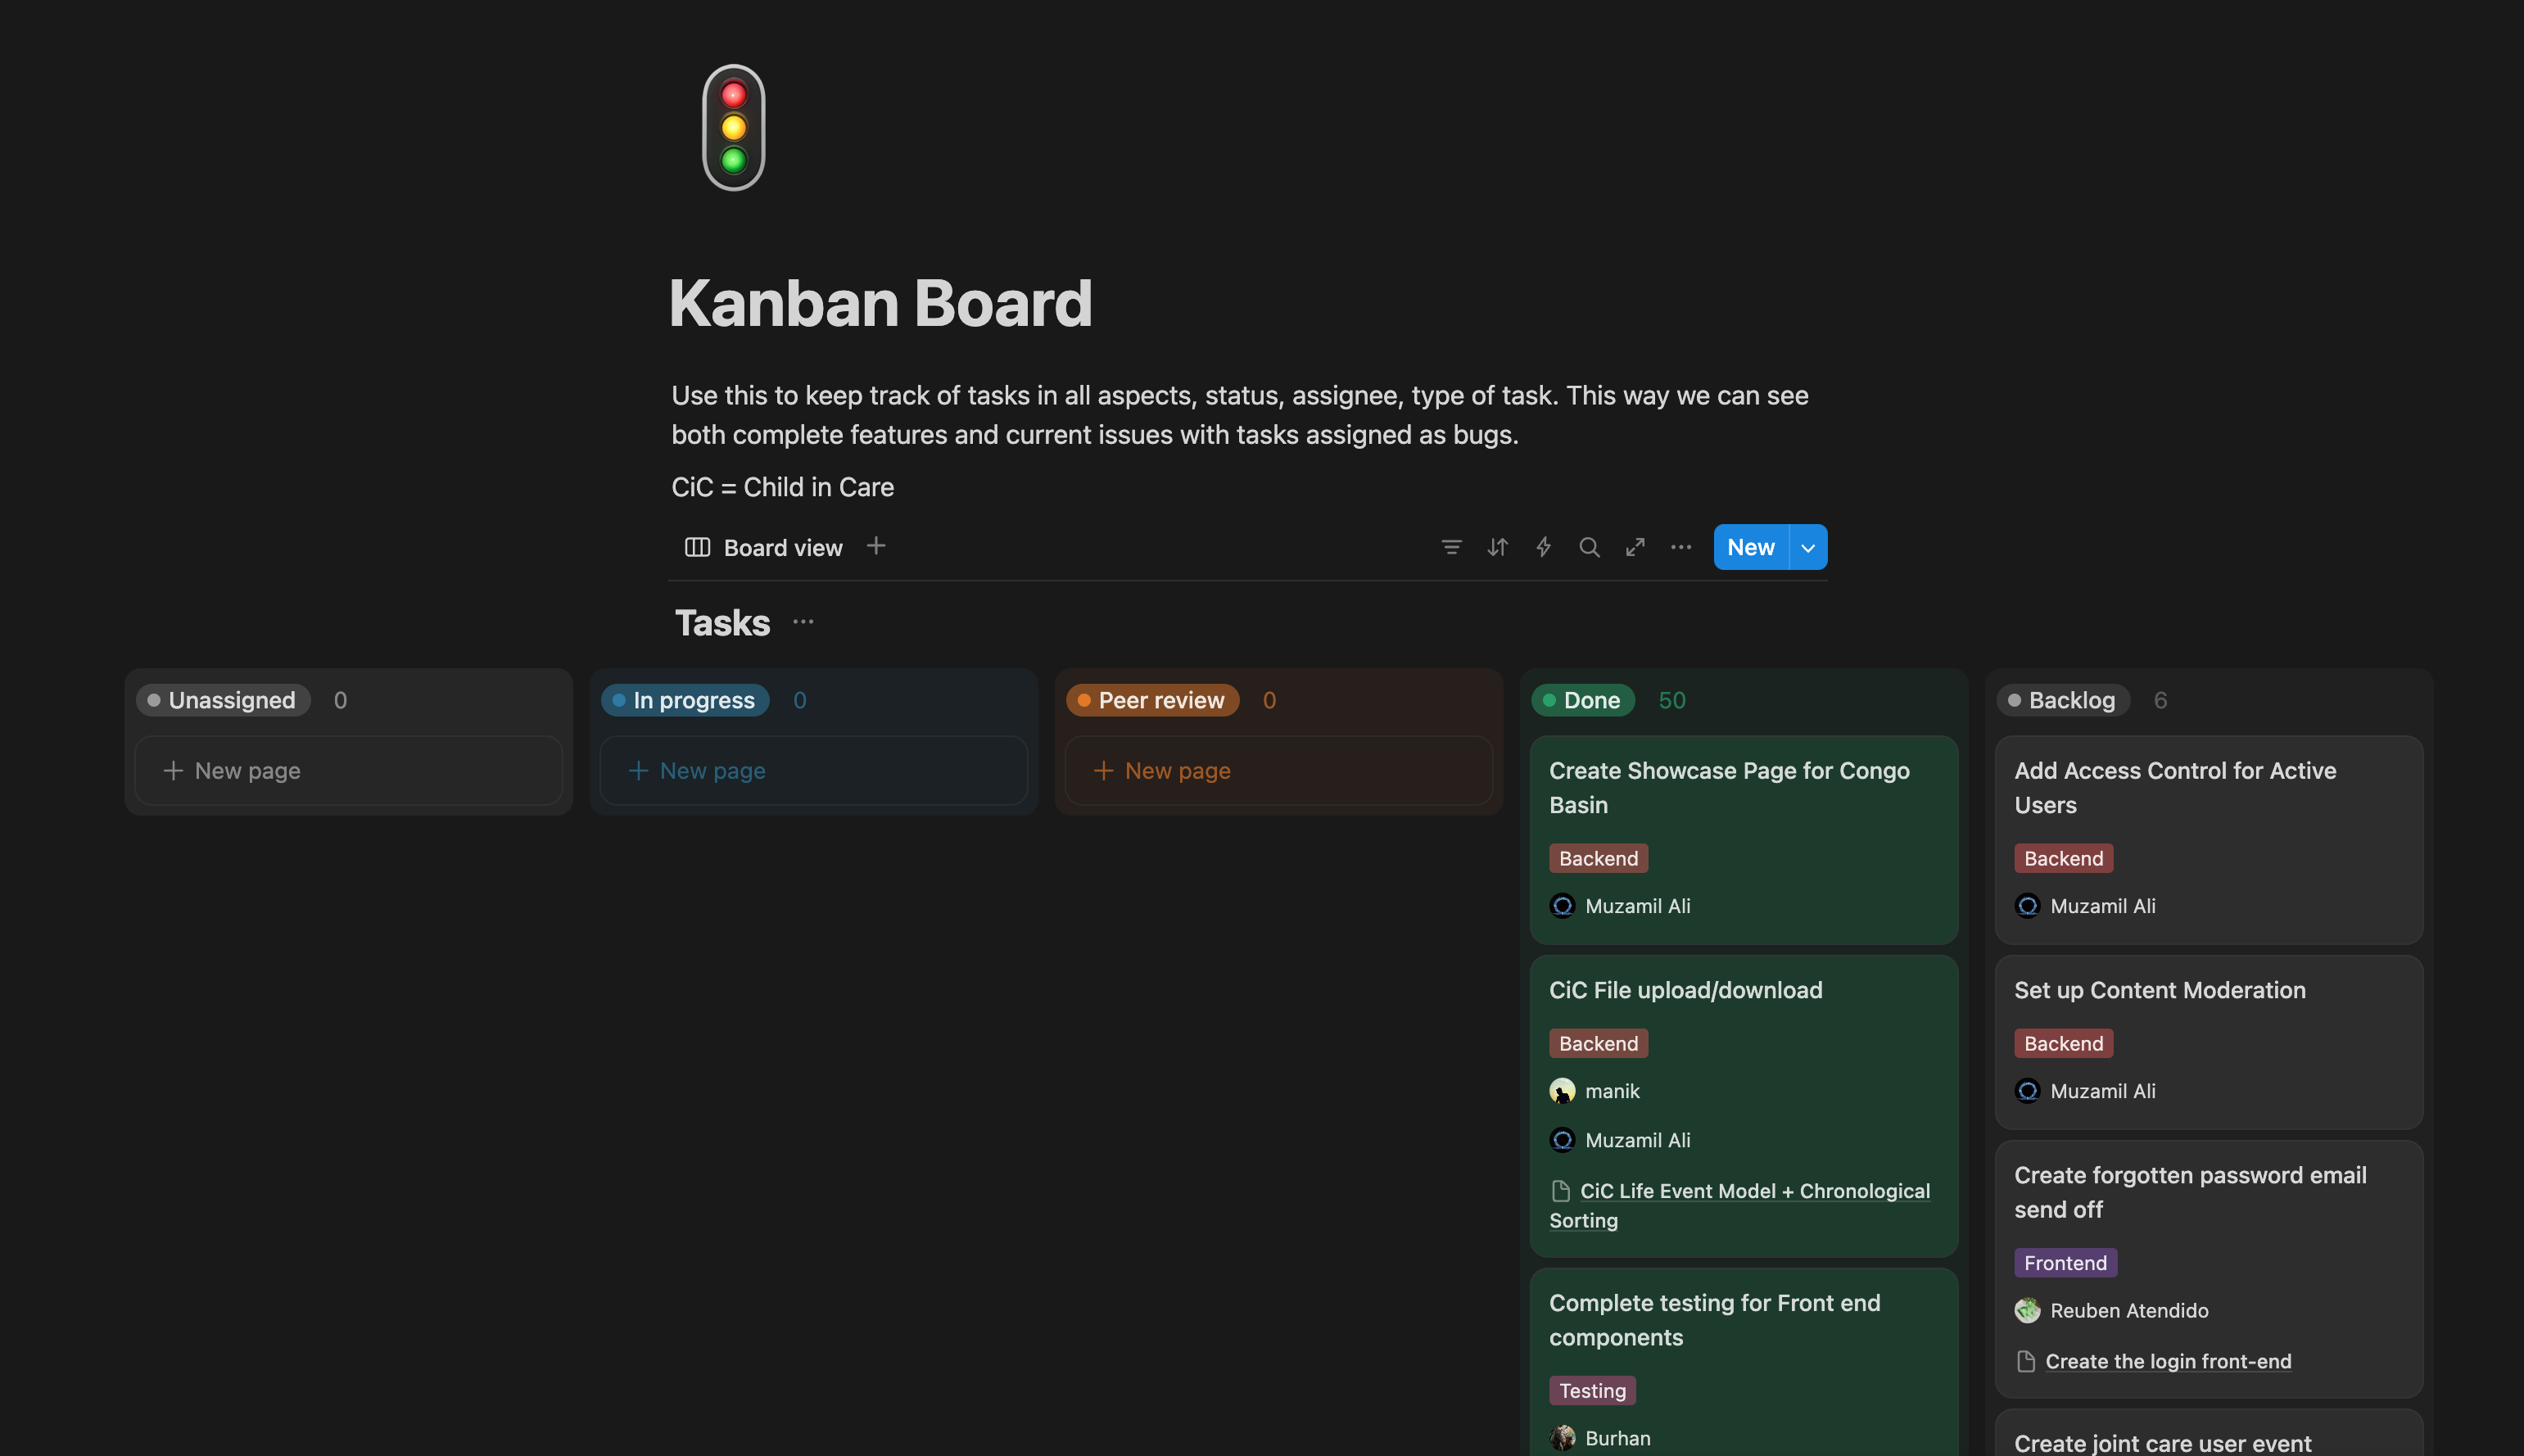 Kanban Board
Use this to keep track of tasks in all aspects, status, assignee, type of task. This way we can see
both complete features and current issues with tasks assigned as bugs.
CiC = Child in Care
Board view
New
Tasks
Unassigned 0
New page
In progress 0
New page
Peer review 0
New page
Done 50
Create Showcase Page for Congo
Basin
Backend
Muzamil Ali
CiC File upload/download
Backend
manik
Muzamil Ali
CiC Life Event Model + Chronological
Sorting
Complete testing for Front end
components
Testing
Burhan
Backlog 6
Add Access Control for Active
Users
Backend
Muzamil Ali
Set up Content Moderation
Backend
Muzamil Ali
Create forgotten password email
send off
Frontend
Reuben Atendido
Create the login front-end
Create joint care user event